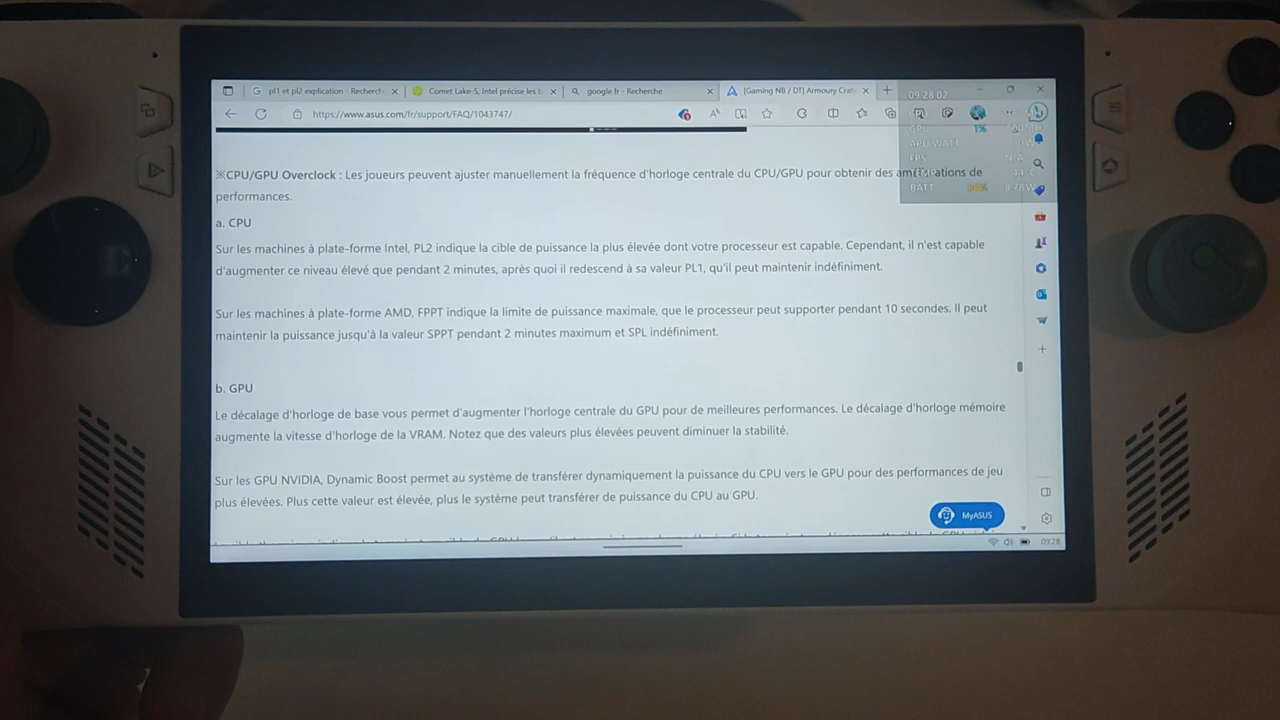 pl1 et pl2 explication - Recherch
Comet Lake-S, Intel précise les b
google fr - Recherche
[Gaming NB / DT] Armoury Crat
09:28:02
https://www.asus.com/fr/support/FAQ/1043747/
1%
APU WATT
FPS N/A
※CPU/GPU Overclock : Les joueurs peuvent ajuster manuellement la fréquence d'horloge centrale du CPU/GPU pour obtenir des améliorations de
BATT 8.78W
performances.
a. CPU
Sur les machines à plate-forme Intel, PL2 indique la cible de puissance la plus élevée dont votre processeur est capable. Cependant, il n'est capable
d'augmenter ce niveau élevé que pendant 2 minutes, après quoi il redescend à sa valeur PL1, qu'il peut maintenir indéfiniment.
Sur les machines à plate-forme AMD, FPPT indique la limite de puissance maximale, que le processeur peut supporter pendant 10 secondes. Il peut
maintenir la puissance jusqu'à la valeur SPPT pendant 2 minutes maximum et SPL indéfiniment.
b. GPU
Le décalage d'horloge de base vous permet d'augmenter l'horloge centrale du GPU pour de meilleures performances. Le décalage d'horloge mémoire
augmente la vitesse d'horloge de la VRAM. Notez que des valeurs plus élevées peuvent diminuer la stabilité.
Sur les GPU NVIDIA, Dynamic Boost permet au système de transférer dynamiquement la puissance du CPU vers le GPU pour des performances de jeu
plus élevées. Plus cette valeur est élevée, plus le système peut transférer de puissance du CPU au GPU.
MyASUS
09:28